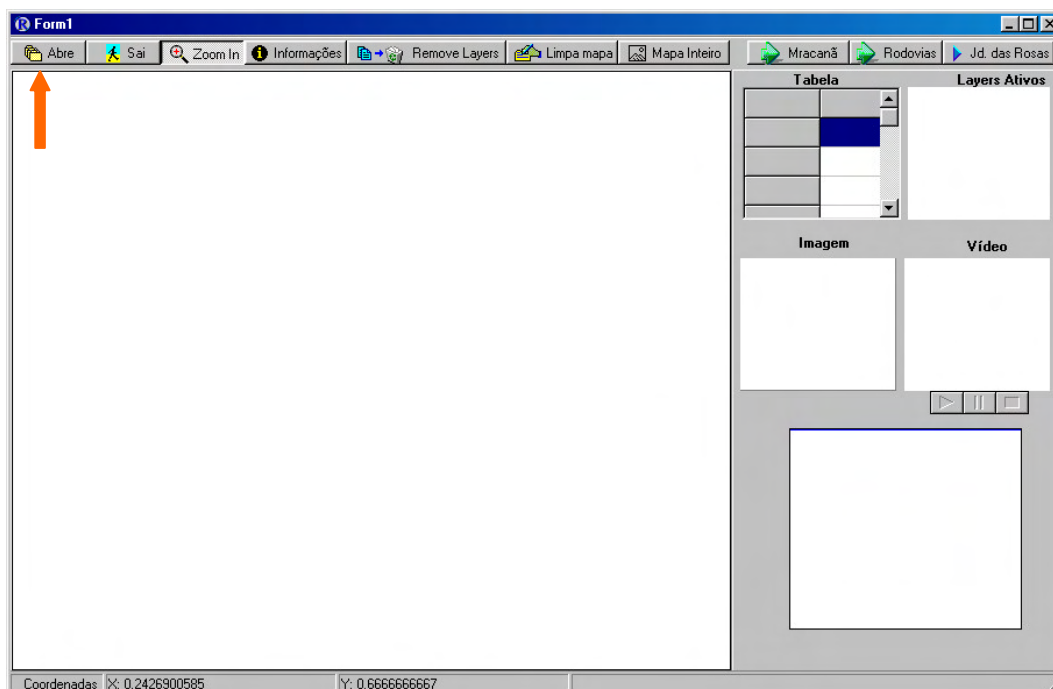 Form1
Abre Sai Zoom In Informações Remove Layers Limpa mapa Mapa Inteiro Mracanã Rodovias Jd. das Rosas
Tabela Layers Ativos
Imagem Vídeo
Coordenadas X: 0.2426900585 Y: 0.6666666667